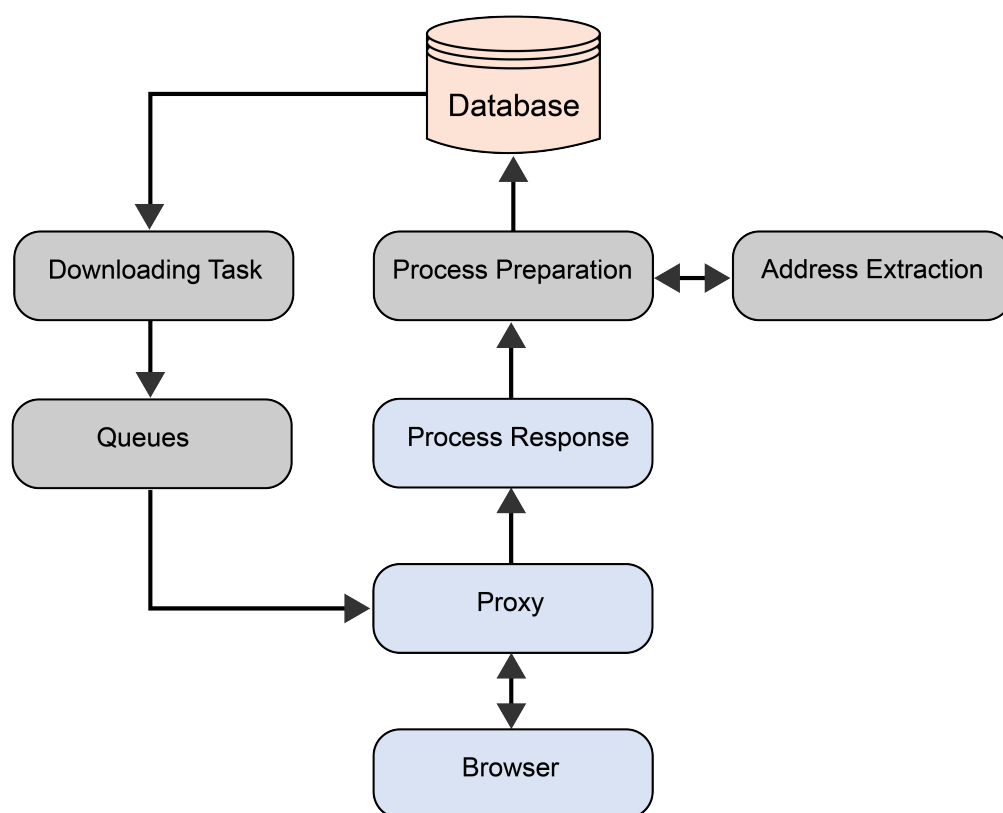 Database
Downloading Task
Process Preparation
Address Extraction
Queues
Process Response
Proxy
Browser